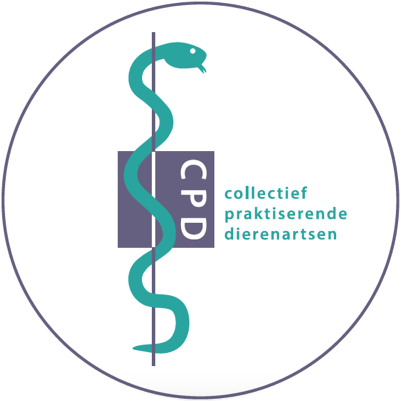 CPD
collectief
praktiserende
dierenartsen